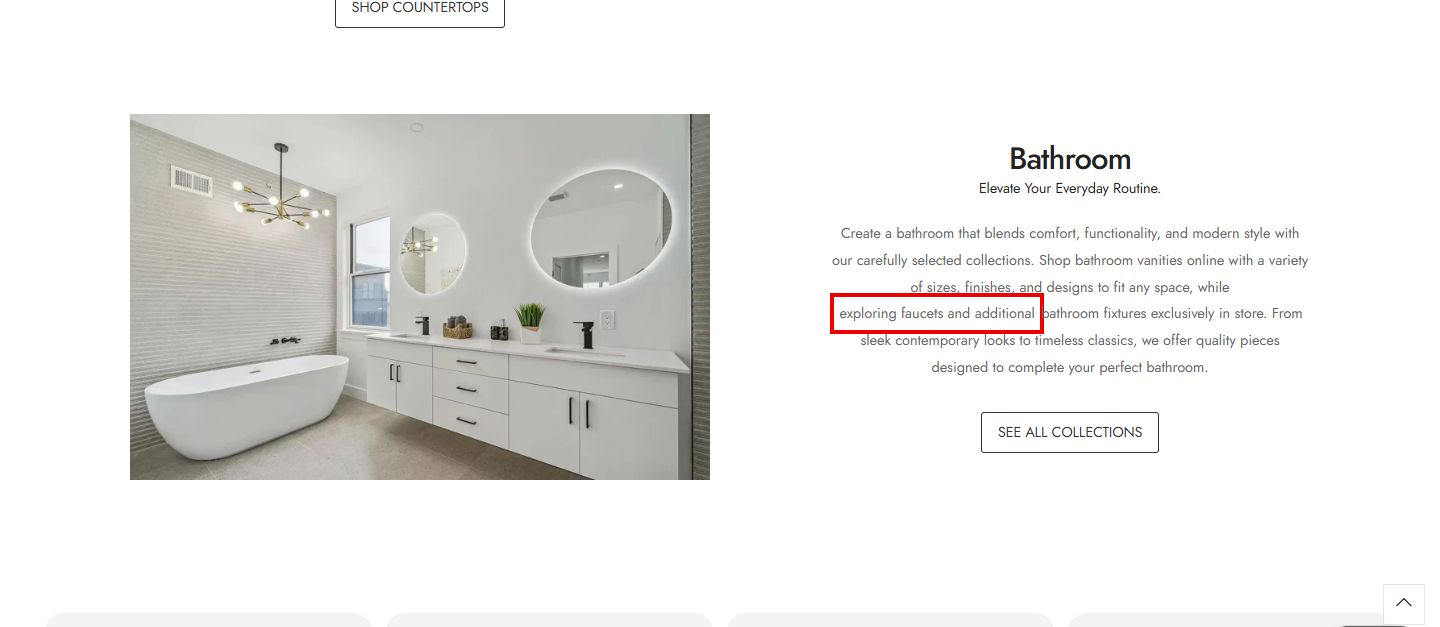 SHOP COUNTERTOPS
Bathroom
Elevate Your Everyday Routine.
Create a bathroom that blends comfort, functionality, and modern style with
our carefully selected collections. Shop bathroom vanities online with a variety
of sizes, finishes, and designs to fit any space, while
exploring faucets and additional bathroom fixtures exclusively in store. From
sleek contemporary looks to timeless classics, we offer quality pieces
designed to complete your perfect bathroom.
SEE ALL COLLECTIONS